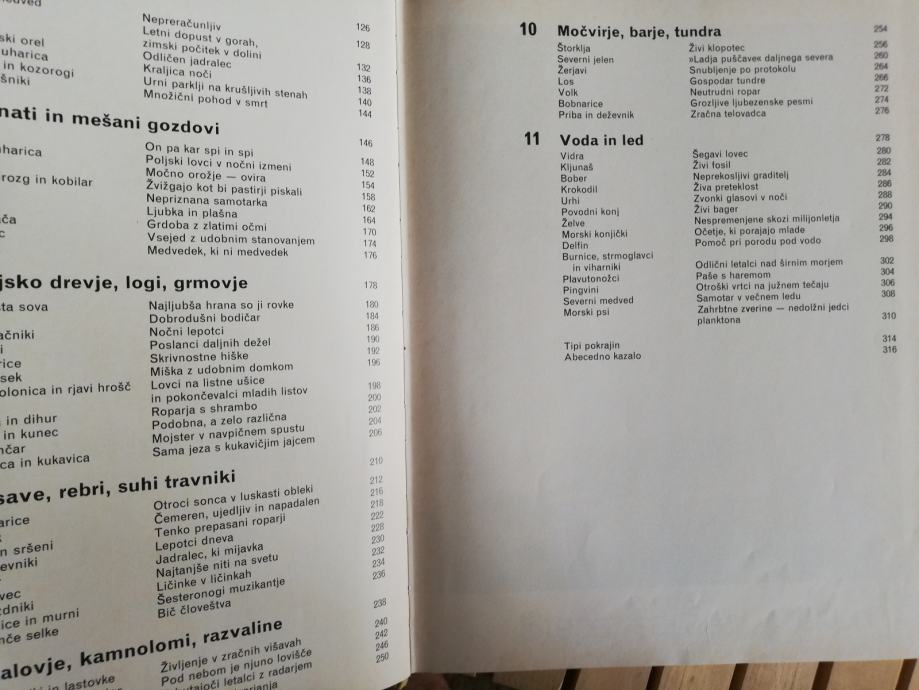 Nepreračunljiv 126
Letni dopust v gorah,
zimski počitek v dolini 128
ski orel Odličen jadralec 132
uharica Kraljica noči 136
in kozorogi Urni parklji na krušljivih stenah 138
šniki Množični pohod v smrt 140
144
nati in mešani gozdovi
On pa kar spi in spi 146
uharica Poljski lovci v nočni izmeni 148
Močno orožje — ovira 152
rozg in kobilar Žvižgajo kot bi pastirji piskali 154
Nepriznana samotarka 158
Ljubka in plašna 162
Grdoba z zlatimi očmi 164
Vsejed z udobnim stanovanjem 170
Medvedek, ki ni medvedek 174
176
jsko drevje, logi, grmovje 178
sta sova Najljubša hrana so ji rovke 180
Dobrodušni bodičar 184
ačniki Nočni lepotci 186
Poslanci daljnih dežel 190
rice Skrivnostne hiške 192
sek Miška z udobnim domkom 196
olonica in rjavi hrošč Lovci na listne ušice
in pokončevalci mladih listov 198
in dihur Roparja s shrambo 200
in kunec Podobna, a zelo različna 202
nčar Mojster v navpičnem spustu 204
ca in kukavica Sama jeza s kukavičjim jajcem 206
save, rebri, suhi travniki 210
arice Otroci sonca v luskasti obleki 212
Čemeren, ujedljiv in napadalen 216
n sršeni Tenko prepasani roparji 218
evniki Lepotci dneva 222
Jadralec, ki mijavka 228
vec Najtanjše niti na svetu 230
zdniki Ličinke v ličinkah 232
ice in murni Šesteronogi muzikantje 234
nče selke Bič človeštva 236
alovje, kamnolomi, razvaline 238
Življenje v zračnih višavah 240
in lastovke Pod nebom je njuno lovišče 242
letalci z radarjem 246
250
10 Močvirje, barje, tundra 254
Štorklja Živi klopotec 256
Severni jelen »Ladja puščave« daljnega severa 260
Žerjavi Snubljenje po protokolu 264
Los Gospodar tundre 266
Volk Neutrudni ropar 272
Bobnarice Grozljive ljubezenske pesmi 274
Priba in deževnik Zračna telovadca 276
11 Voda in led 278
Vidra Šegavi lovec 280
Kljunaš Živi fosil 282
Bober Neprekosljivi graditelj 284
Krokodil Živa preteklost 286
Urhi Zvonki glasovi v noči 288
Povodni konj Živi bager 290
Želve Nespremenjene skozi milijonletja 294
Morski konjički Očetje, ki porajajo mlade 296
Delfin Pomoč pri porodu pod vodo 298
Burnice, strmoglavci
in viharniki Odlični letalci nad širnim morjem 302
Plavutonožci Paše s haremom 304
Pingvini Otroški vrtci na južnem tečaju 306
Severni medved Samotar v večnem ledu 308
Morski psi Zahrbtne zverine — nedolžni jedci
planktona 310
Tipi pokrajin 314
Abecedno kazalo 316